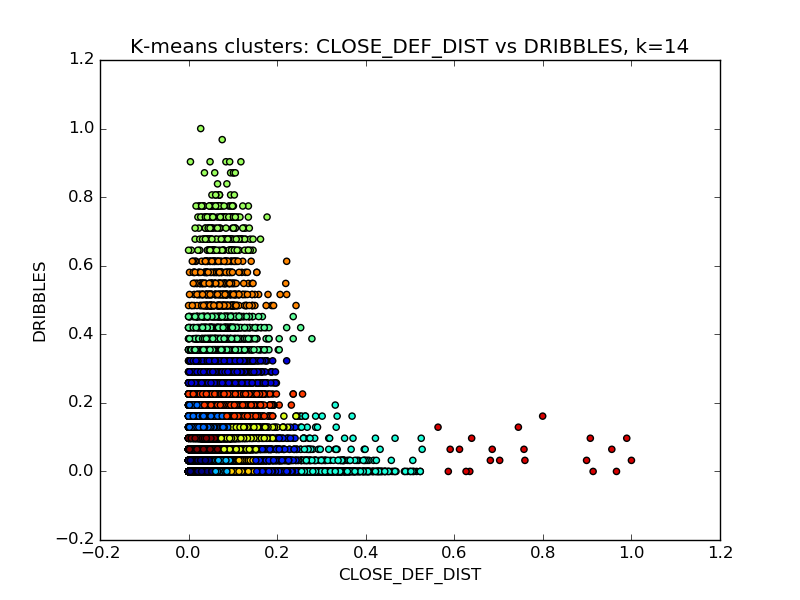 K-means clusters: CLOSE_DEF_DIST vs DRIBBLES, k=14
1.2
1.0
0.8
0.6
0.4
0.2
0.0
−0.2
DRIBBLES
−0.2 0.0 0.2 0.4 0.6 0.8 1.0 1.2
CLOSE_DEF_DIST